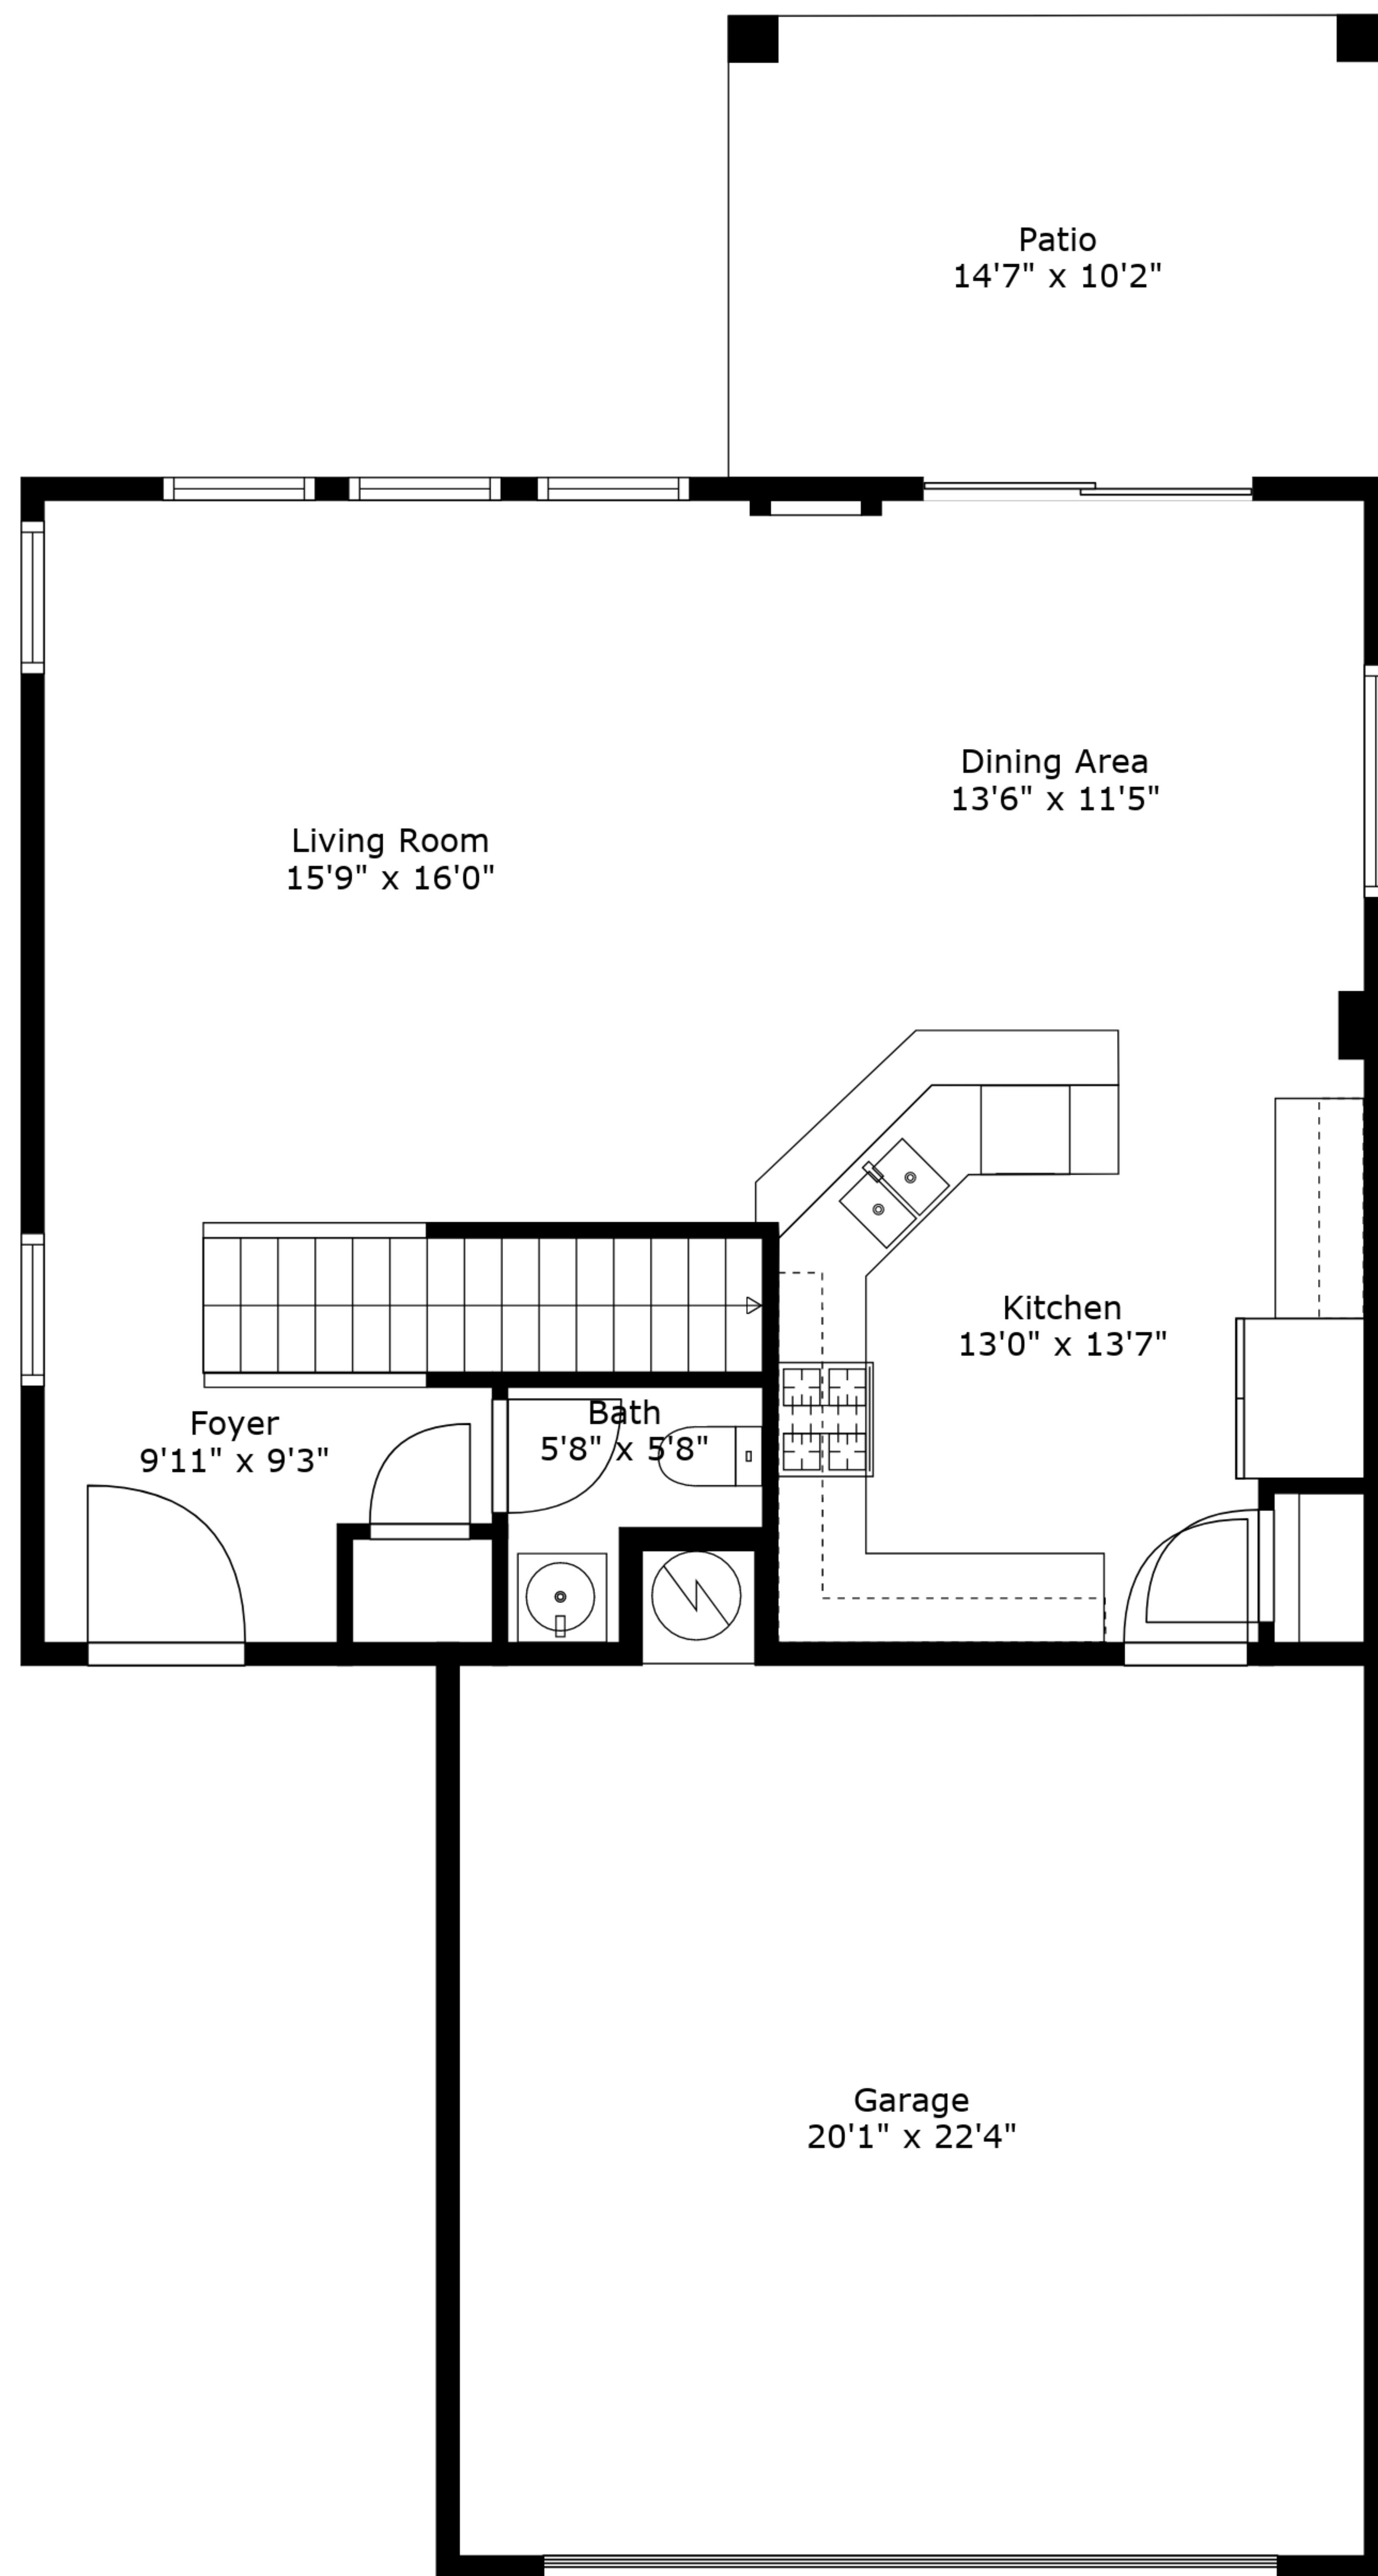 Patio
14'7" x 10'2"
Dining Area
13'6" x 11'5"
Living Room
15'9" x 16'0"
Kitchen
13'0" x 13'7"
Bath
5'8" x 5'8"
Foyer
9'11" x 9'3"
Garage
20'1" x 22'4"